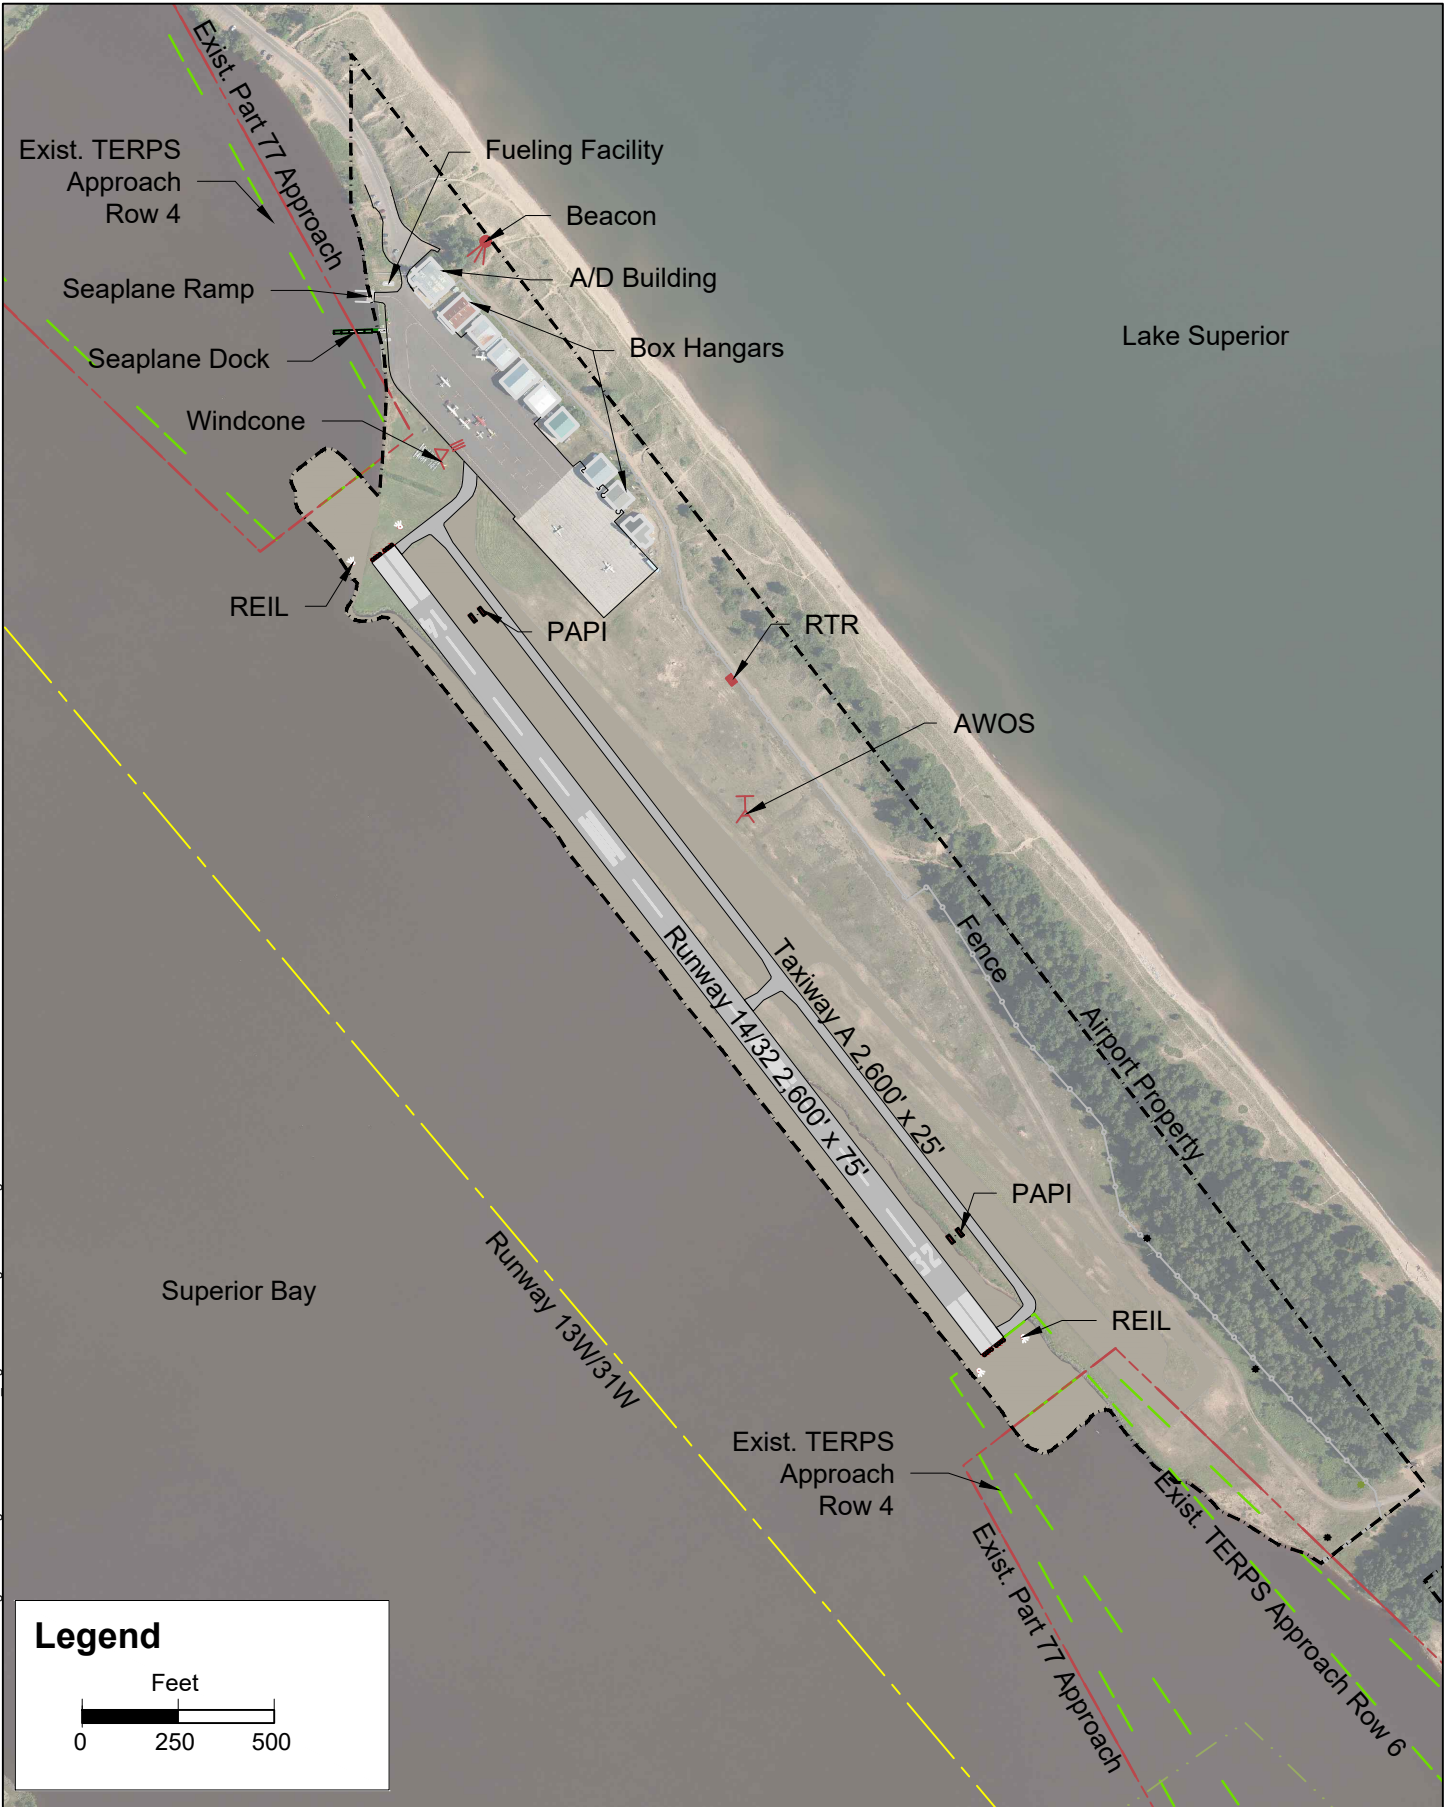 Exist. Part 77 Approach
Exist. TERPS
Approach
Row 4
Fueling Facility
Beacon
A/D Building
Seaplane Ramp
Lake Superior
Box Hangars
Seaplane Dock
Windcone
REIL
14
PAPI
RTR
AWOS
Fence
Runway 14/32 2,600' x 75'
Taxiway A 2,600' x 25'
Airport Property
PAPI
32
Superior Bay
Runway 13W/31W
REIL
Exist. TERPS
Approach
Row 4
Exist. Part 77 Approach
Exist. TERPS Approach Row 6
Legend
Feet
0 250 500